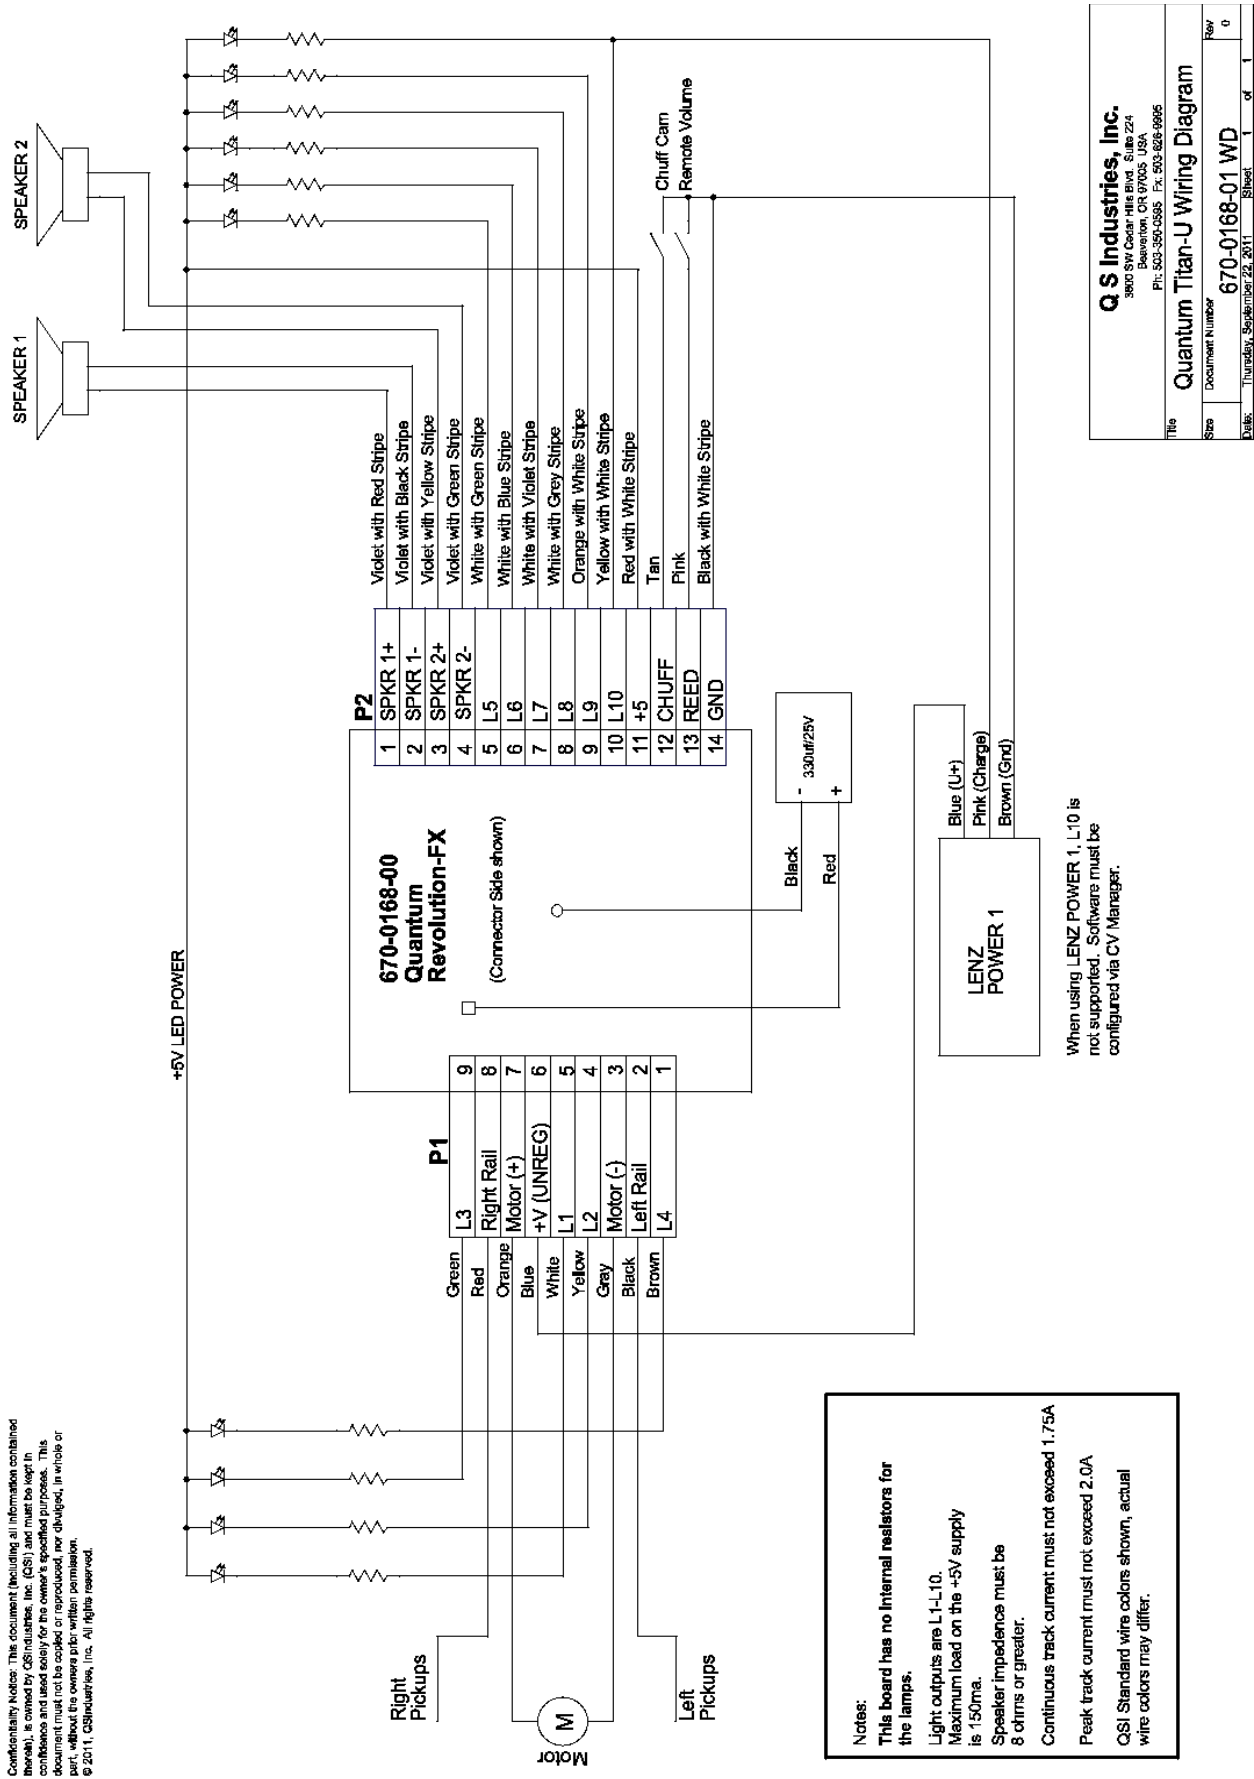 Confidentiality Notice: This document (including all information contained
therein), is owned by QSIndustries, Inc. (QSI) and must be kept in
confidence and used solely for the owner's specified purposes. This
document must not be copied or reproduced, nor divulged, in whole or
part, without the owners prior written permission.
© 2011, QSIndustries, Inc. All rights reserved.
SPEAKER 1
SPEAKER 2
+5V LED POWER
Right
Pickups
Motor
M
Left
Pickups
P1
Green
L3
9
Red
Right Rail
8
Orange
Motor (+)
7
Blue
+V (UNREG)
6
White
L1
5
Yellow
L2
4
Gray
Motor (-)
3
Black
Left Rail
2
Brown
L4
1
670-0168-00
Quantum
Revolution-FX
(Connector Side shown)
P2
1
SPKR 1+
Violet with Red Stripe
2
SPKR 1-
Violet with Black Stripe
3
SPKR 2+
Violet with Yellow Stripe
4
SPKR 2-
Violet with Green Stripe
5
L5
White with Green Stripe
6
L6
White with Blue Stripe
7
L7
White with Violet Stripe
8
L8
White with Grey Stripe
9
L9
Orange with White Stripe
10
L10
Yellow with White Stripe
11
+5
Red with White Stripe
12
CHUFF
Tan
13
REED
Pink
14
GND
Black with White Stripe
Chuff Cam
Remote Volume
Black
Red
-
+
330uf/25V
LENZ
POWER 1
Blue (U+)
Pink (Charge)
Brown (Gnd)
When using LENZ POWER 1, L10 is
not supported. Software must be
configured via CV Manager.
Notes:
This board has no internal resistors for
the lamps.
Light outputs are L1-L10.
Maximum load on the +5V supply
is 150ma.
Speaker impedence must be
8 ohms or greater.
Continuous track current must not exceed 1.75A
Peak track current must not exceed 2.0A
QSI Standard wire colors shown, actual
wire colors may differ.
Q S Industries, Inc.
3800 SW Cedar Hills Blvd. Suite 224
Beaverton, OR 97005 USA
Ph: 503-350-0595 Fx: 503-626-9995
Title
Quantum Titan-U Wiring Diagram
Size
Document Number
670-0168-01 WD
Rev
0
Date:
Thursday, September 22, 2011
Sheet
1
of
1